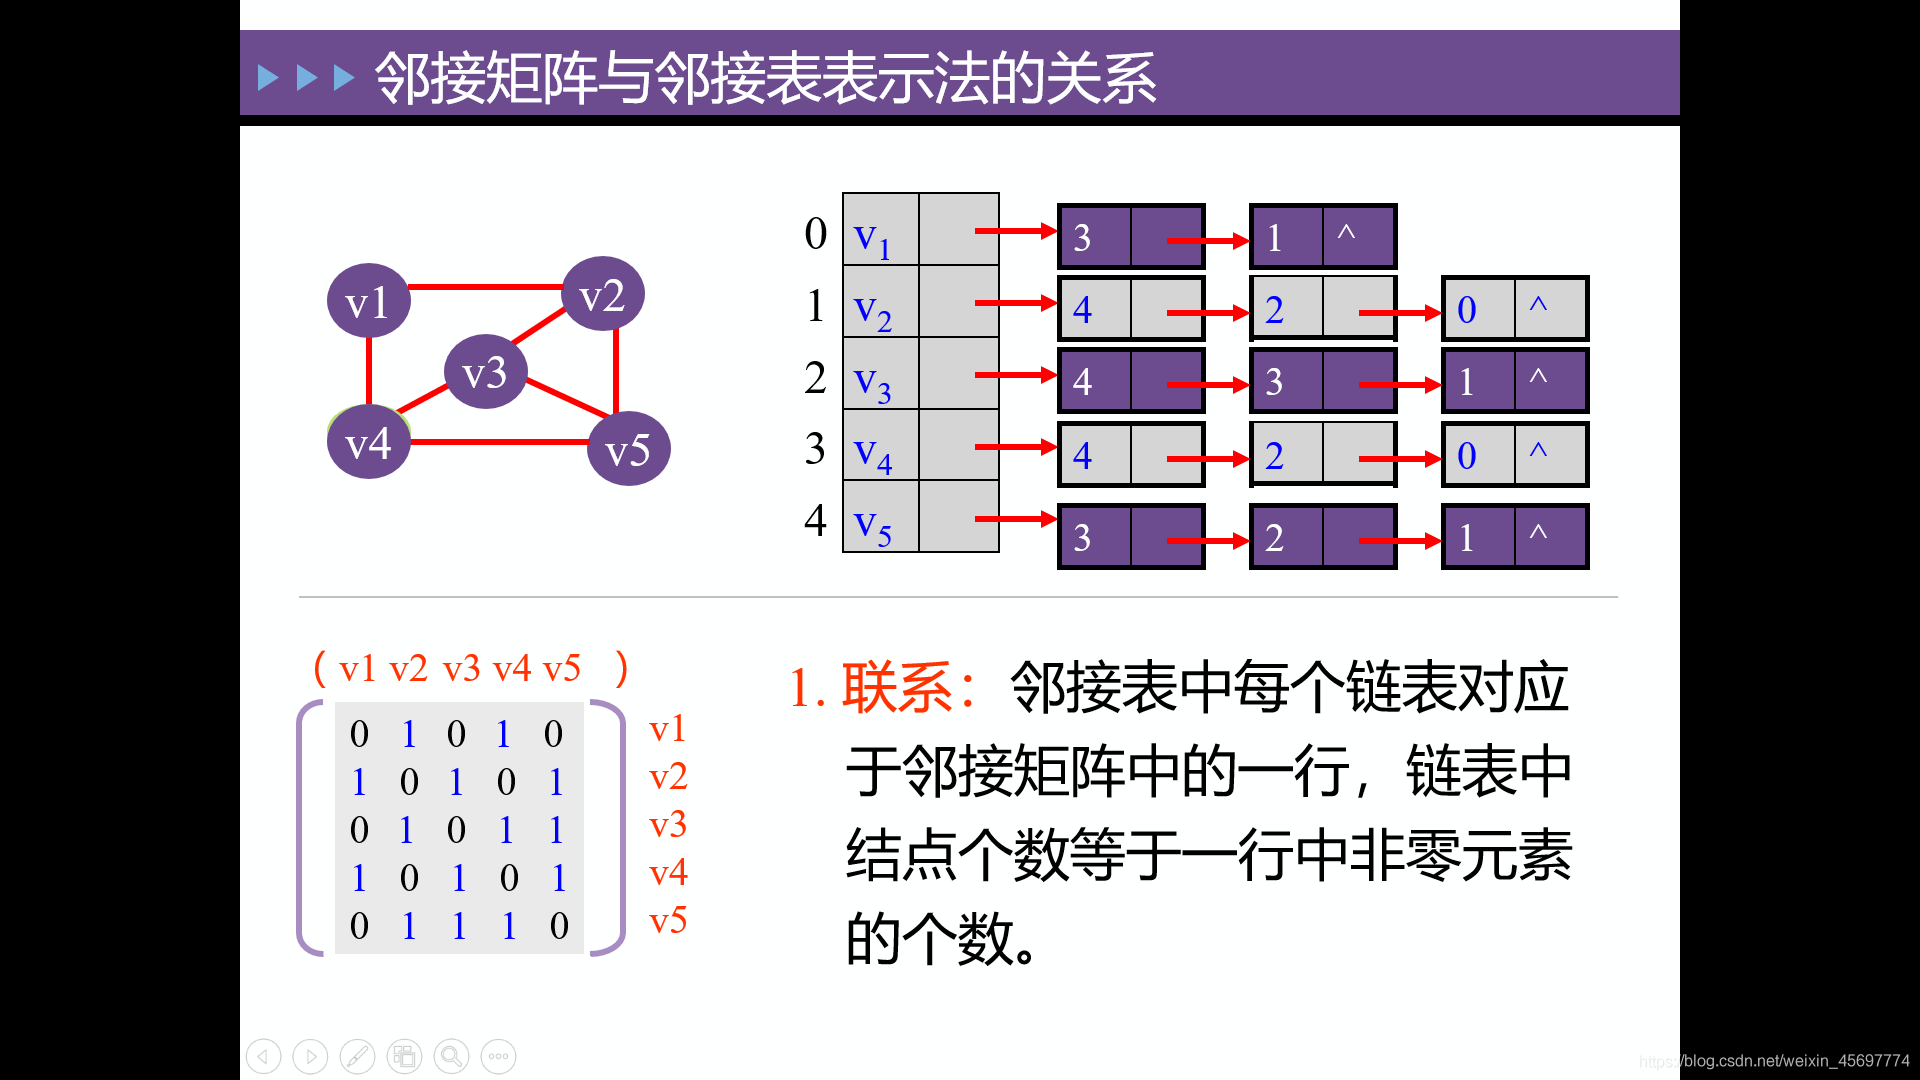 邻接矩阵与邻接表表示法的关系
v1
v2
v3
v4
v5
0 v1 3 1 ^
1 v2 4 2 0 ^
2 v3 4 3 1 ^
3 v4 4 2 0 ^
4 v5 3 2 1 ^
( v1 v2 v3 v4 v5 )
0 1 0 1 0 v1
1 0 1 0 1 v2
0 1 0 1 1 v3
1 0 1 0 1 v4
0 1 1 1 0 v5
1. 联系：邻接表中每个链表对应
于邻接矩阵中的一行，链表中
结点个数等于一行中非零元素
的个数。
https://blog.csdn.net/weixin_45697774